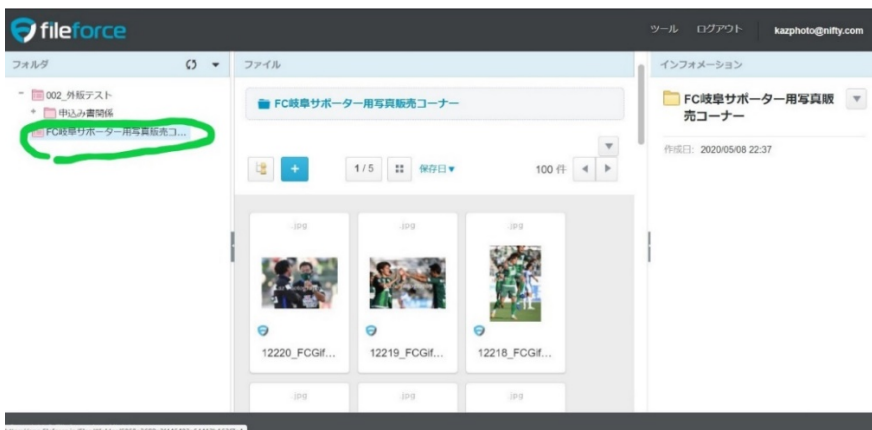 fileforce
ツール ログアウト kazphoto@nifty.com
フォルダ
ファイル
インフォメーション
002_外販テスト
申込み書関係
FC岐阜サポーター用写真販売コ...
FC岐阜サポーター用写真販売コーナー
1 / 5 保存日▼ 100 件
.jpg
.jpg
.jpg
12220_FCGif...
12219_FCGif...
12218_FCGif...
.jpg
.jpg
.jpg
FC岐阜サポーター用写真販
売コーナー
作成日: 2020/05/08 22:37